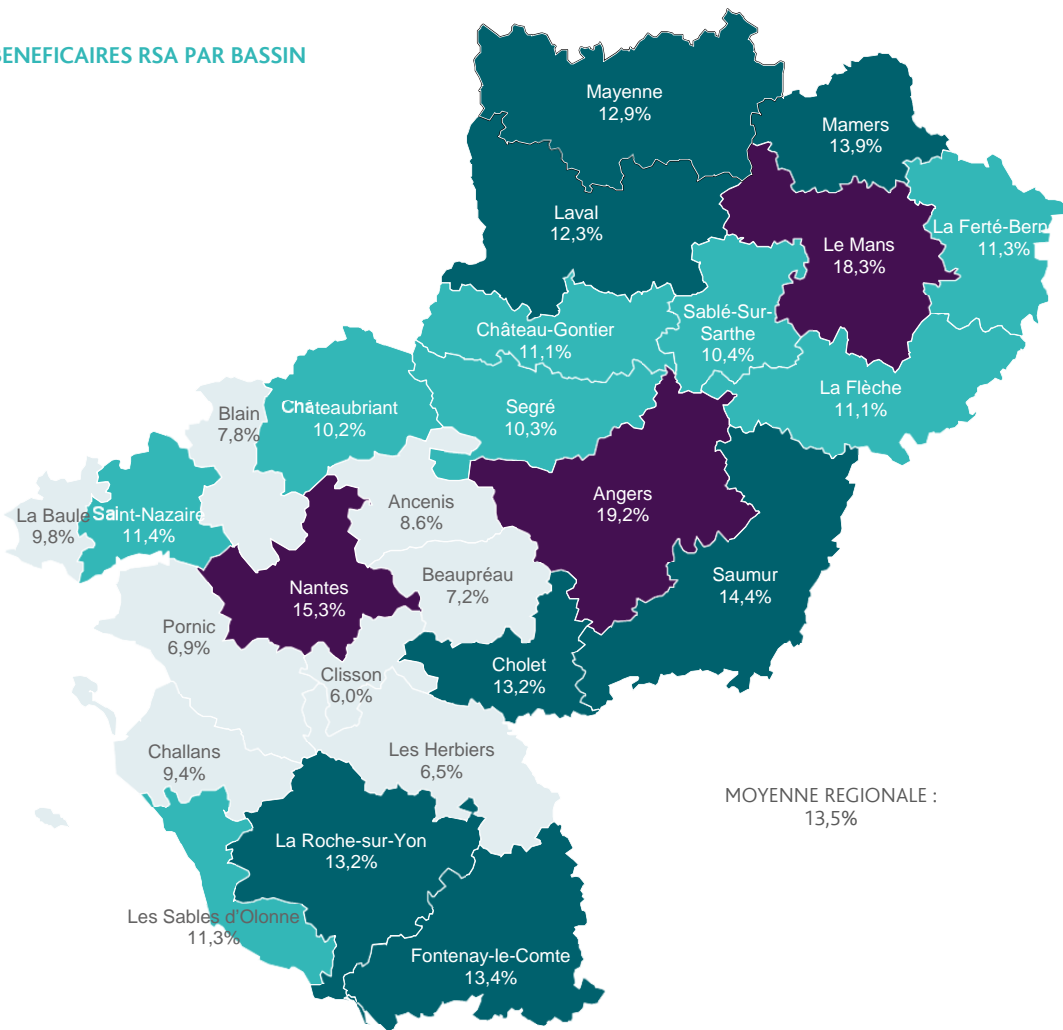 BENEFICAIRES RSA PAR BASSIN
Mayenne
12,9%
Mamers
13,9%
Laval
12,3%
Le Mans
18,3%
La Ferté-Bern
11,3%
Château-Gontier
11,1%
Sablé-Sur-
Sarthe
10,4%
La Flèche
11,1%
Segré
10,3%
Châteaubriant
10,2%
Blain
7,8%
Ancenis
8.6%
Angers
19,2%
La Baule
9,8%
Saint-Nazaire
11,4%
Nantes
15,3%
Beaupréau
7,2%
Saumur
14,4%
Pornic
6,9%
Clisson
6,0%
Cholet
13,2%
Challans
9,4%
Les Herbiers
6,5%
MOYENNE REGIONALE :
13,5%
La Roche-sur-Yon
13,2%
Les Sables d'Olonne
11,3%
Fontenay-le-Comte
13,4%